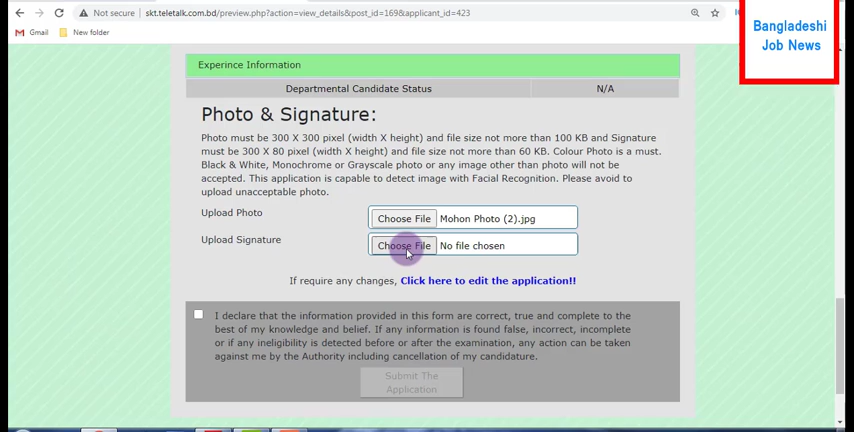 Not secure | skt.teletalk.com.bd/preview.php?action=view_details&post_id=169&applicant_id=423
Gmail New folder
Bangladeshi
Job News
Experince Information
Departmental Candidate Status N/A
Photo & Signature:
Photo must be 300 X 300 pixel (width X height) and file size not more than 100 KB and Signature
must be 300 X 80 pixel (width X height) and file size not more than 60 KB. Colour Photo is a must.
Black & White, Monochrome or Grayscale photo or any image other than photo will not be
accepted. This application is capable to detect image with Facial Recognition. Please avoid to
upload unacceptable photo.
Upload Photo Choose File Mohon Photo (2).jpg
Upload Signature Choose File No file chosen
If require any changes, Click here to edit the application!!
I declare that the information provided in this form are correct, true and complete to the
best of my knowledge and belief. If any information is found false, incorrect, incomplete
or if any ineligibility is detected before or after the examination, any action can be taken
against me by the Authority including cancellation of my candidature.
Submit The
Application